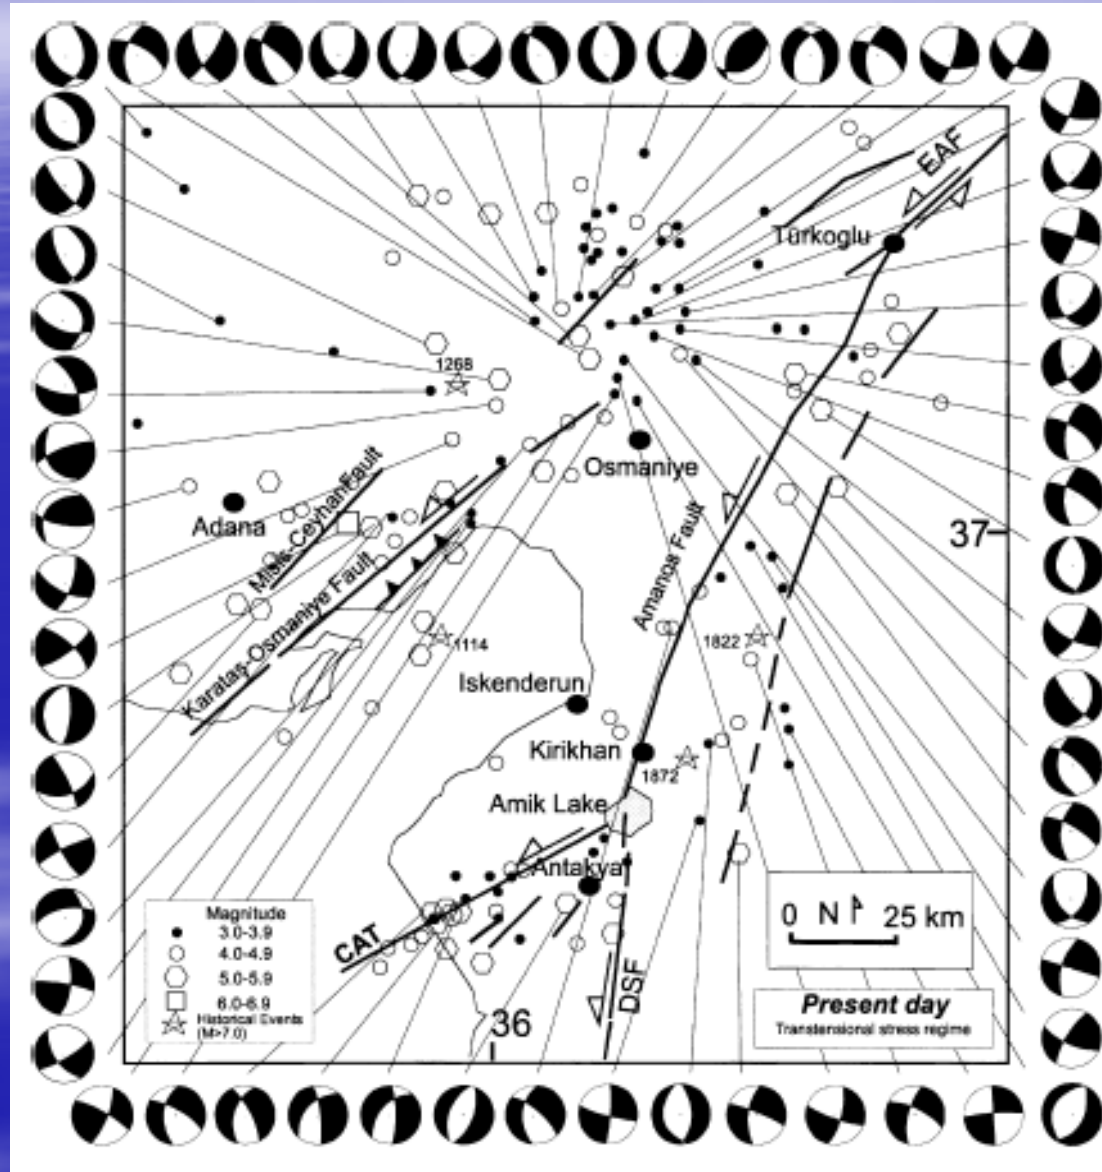 EAF
Türkoglu
1268
Osmaniye
Misis-Ceyhan Fault
Adana
37
Karataş-Osmaniye Fault
Amanos Fault
1114
1822
Iskenderun
Kirikhan
1872
Amik Lake
Antakya
CAT
DSF
Magnitude
3.0-3.9
4.0-4.9
5.0-5.9
6.0-6.9
Historical Events
(M>7.0)
0 N 25 km
36
Present day
Transtensional stress regime